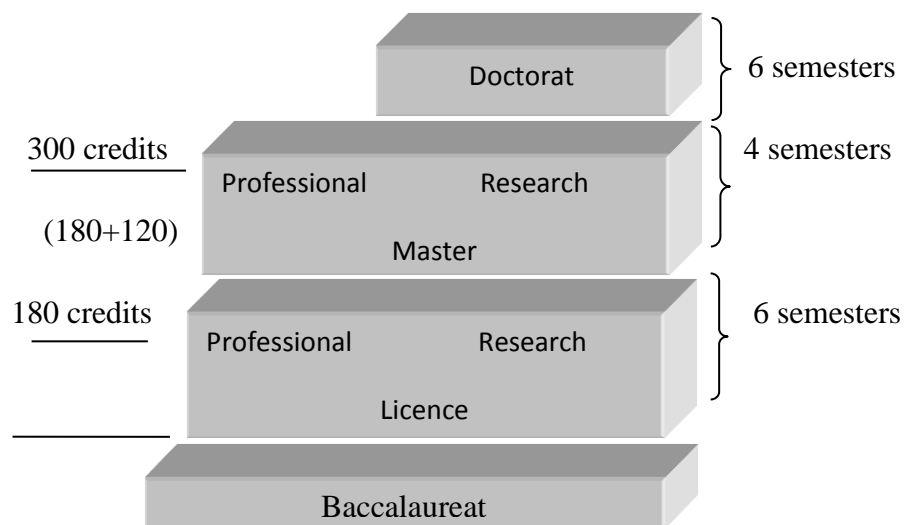 Doctorat
6 semesters
300 credits
4 semesters
Professional
Research
(180+120)
Master
180 credits
6 semesters
Professional
Research
Licence
Baccalaureat